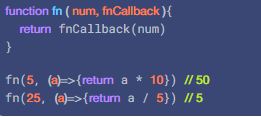 function fn ( num, fnCallback ){
return fnCallback(num)
}
fn(5, (a)=>{return a * 10}) // 50
fn(25, (a)=>{return a / 5}) // 5